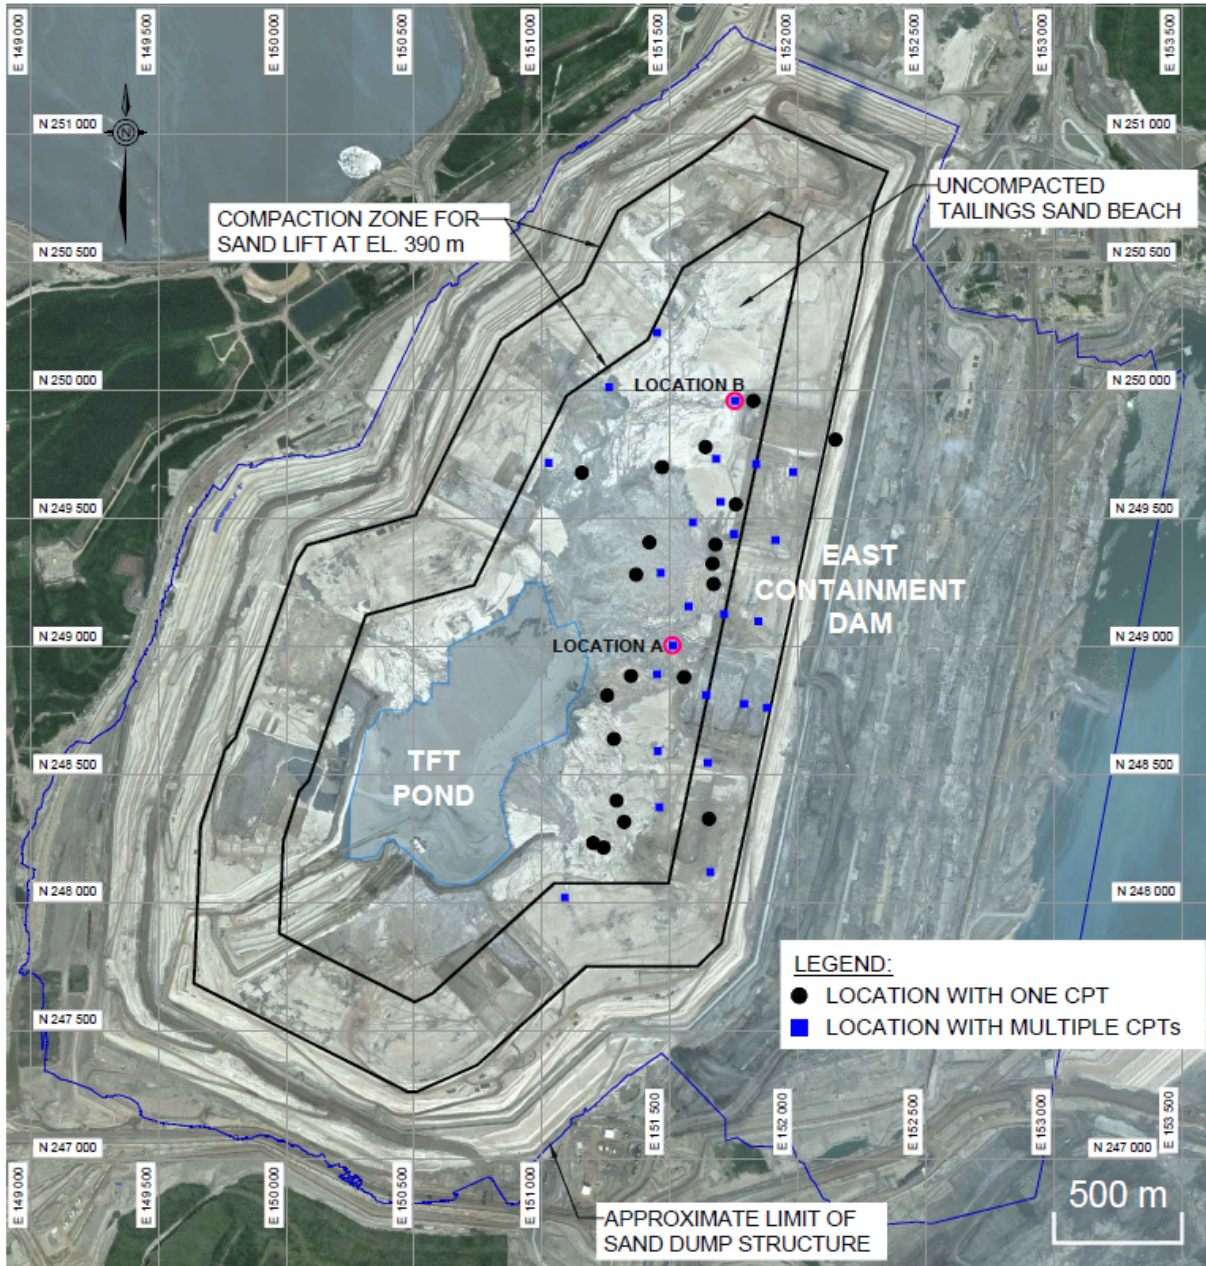 E 149 000
E 149 500
E 150 000
E 150 500
E 151 000
E 151 500
E 152 000
E 152 500
E 153 000
E 153 500
N
N 251 000
N 251 000
UNCOMPACTED
TAILINGS SAND BEACH
COMPACTION ZONE FOR
SAND LIFT AT EL. 390 m
N 250 500
N 250 500
N 250 000
N 250 000
LOCATION B
N 249 500
N 249 500
EAST
CONTAINMENT
DAM
N 249 000
N 249 000
LOCATION A
TFT
POND
N 248 500
N 248 500
N 248 000
N 248 000
LEGEND:
LOCATION WITH ONE CPT
LOCATION WITH MULTIPLE CPTs
N 247 500
N 247 000
N 247 000
500 m
APPROXIMATE LIMIT OF
SAND DUMP STRUCTURE
E 149 000
E 149 500
E 150 000
E 150 500
E 151 000
E 151 500
E 152 000
E 152 500
E 153 000
E 153 500